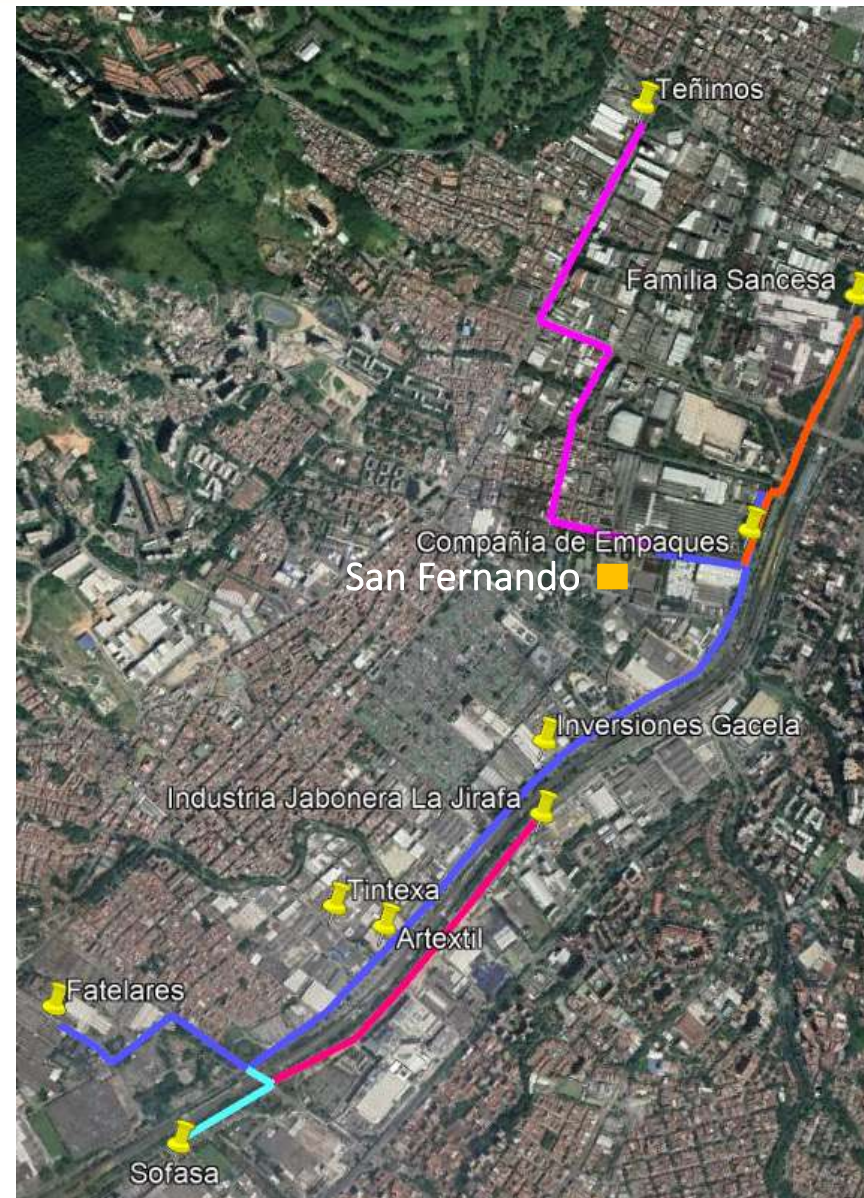 Teñimos
Familia Sancesa
Compañía de Empaques
San Fernando
Inversiones Gacela
Industria Jabonera La Jirafa
Tintexa
Artextil
Fatelares
Sofasa